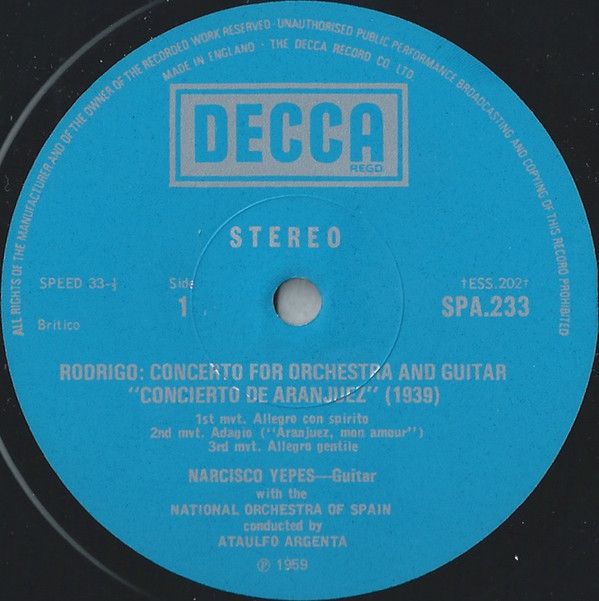 ALL RIGHTS OF THE MANUFACTURER AND OF THE OWNER OF THE RECORDED WORK RESERVED · UNAUTHORISED PUBLIC PERFORMANCE BROADCASTING AND COPYING OF THIS RECORD PROHIBITED
MADE IN ENGLAND · THE DECCA RECORD CO LTD
DECCA
REGD.
STEREO
SPEED 33-⅓
Side
†ESS.202†
1
SPA.233
Britico
RODRIGO: CONCERTO FOR ORCHESTRA AND GUITAR
"CONCIERTO DE ARANJUEZ" (1939)
1st mvt. Allegro con spirito
2nd mvt. Adagio ("Aranjuez, mon amour")
3rd mvt. Allegro gentile
NARCISO YEPES—Guitar
with the
NATIONAL ORCHESTRA OF SPAIN
conducted by
ATAULFO ARGENTA
℗ 1959